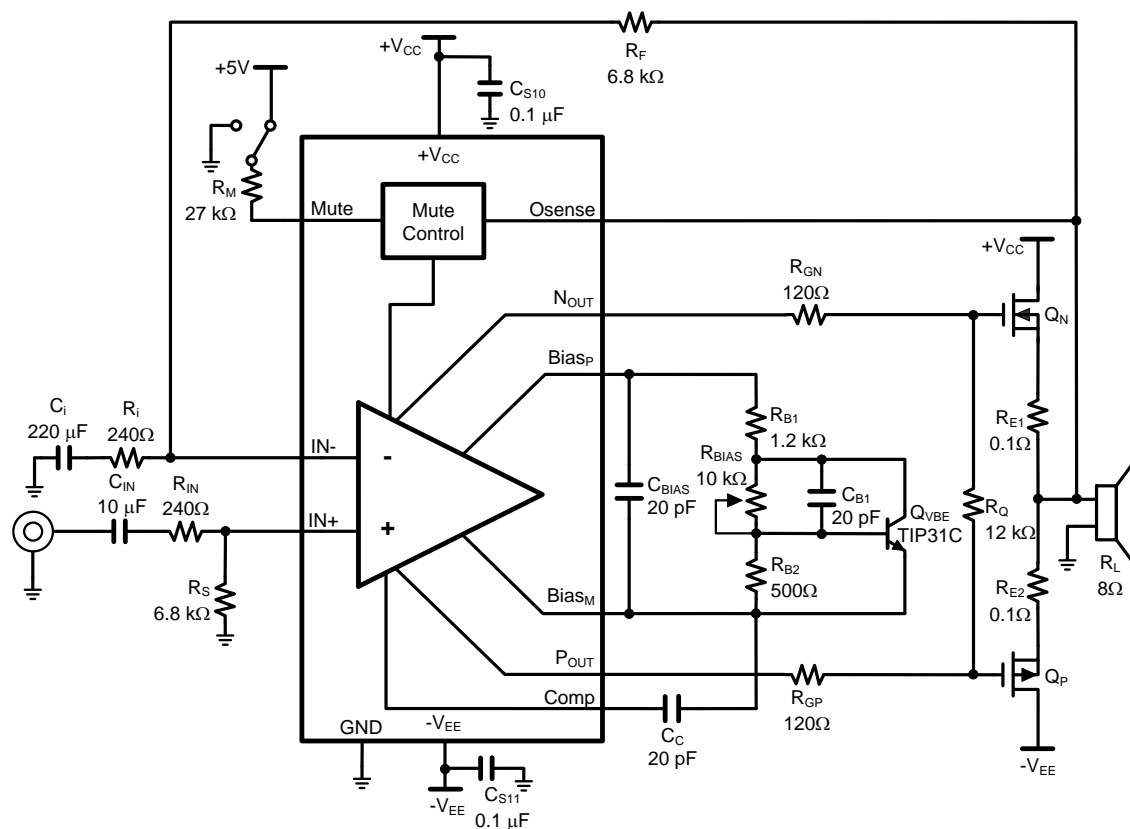 +V_CC
R_F
6.8 kΩ
+5V
C_S10
0.1 µF
+V_CC
R_M
27 kΩ
Mute
Mute
Control
Osense
+V_CC
R_GN
120Ω
N_OUT
Q_N
Bias_P
C_i
220 µF
R_i
240Ω
R_B1
1.2 kΩ
R_E1
0.1Ω
IN-
-
R_BIAS
10 kΩ
C_IN
10 µF
R_IN
240Ω
C_BIAS
20 pF
C_B1
20 pF
Q_VBE
TIP31C
R_Q
12 kΩ
IN+
+
R_L
8Ω
R_B2
500Ω
R_S
6.8 kΩ
R_E2
0.1Ω
Bias_M
P_OUT
Q_P
R_GP
120Ω
Comp
GND
-V_EE
C_C
20 pF
-V_EE
-V_EE
C_S11
0.1 µF